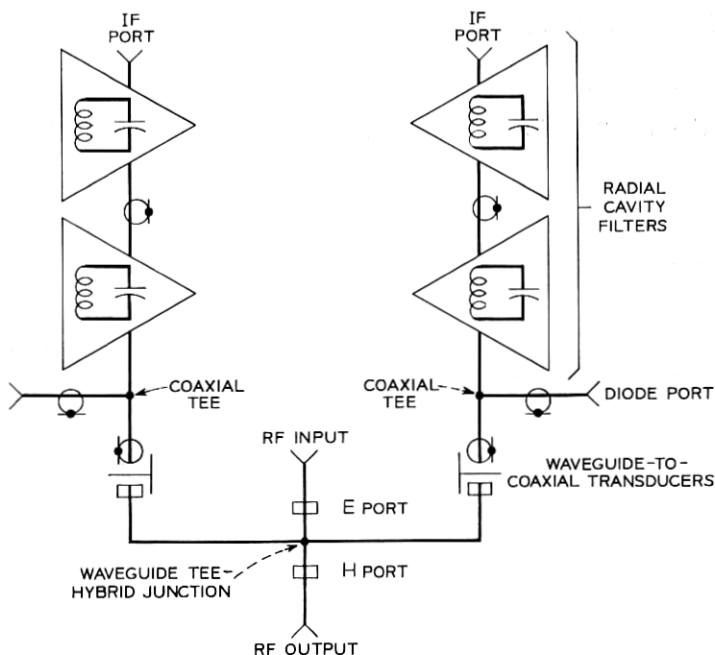 IF
PORT
IF
PORT
RADIAL
CAVITY
FILTERS
COAXIAL
TEE
COAXIAL
TEE
DIODE PORT
RF INPUT
WAVEGUIDE-TO-
COAXIAL TRANSDUCERS
E PORT
WAVEGUIDE TEE-
HYBRID JUNCTION
H PORT
RF OUTPUT